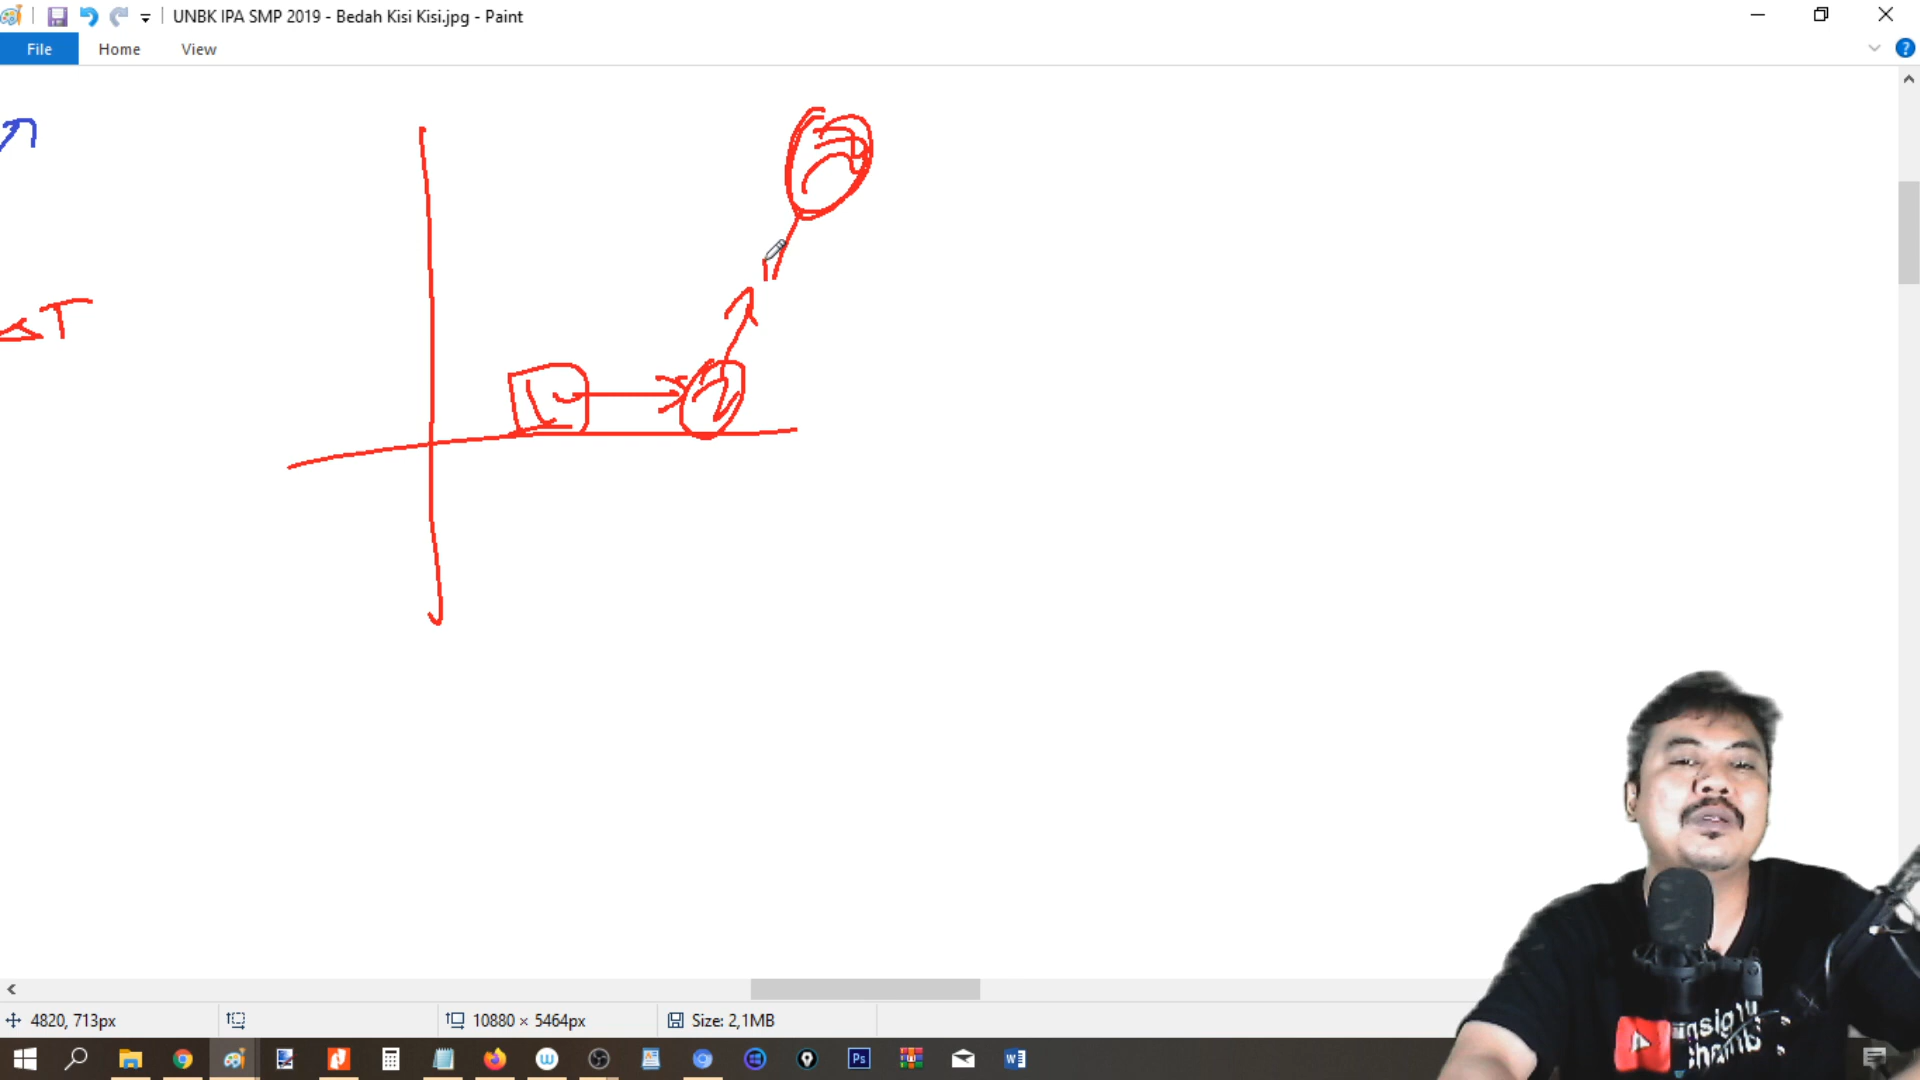 UNBK IPA SMP 2019 - Bedah Kisi Kisi.jpg - Paint
File Home View
T
4820, 713px
10880 × 5464px
Size: 2,1MB